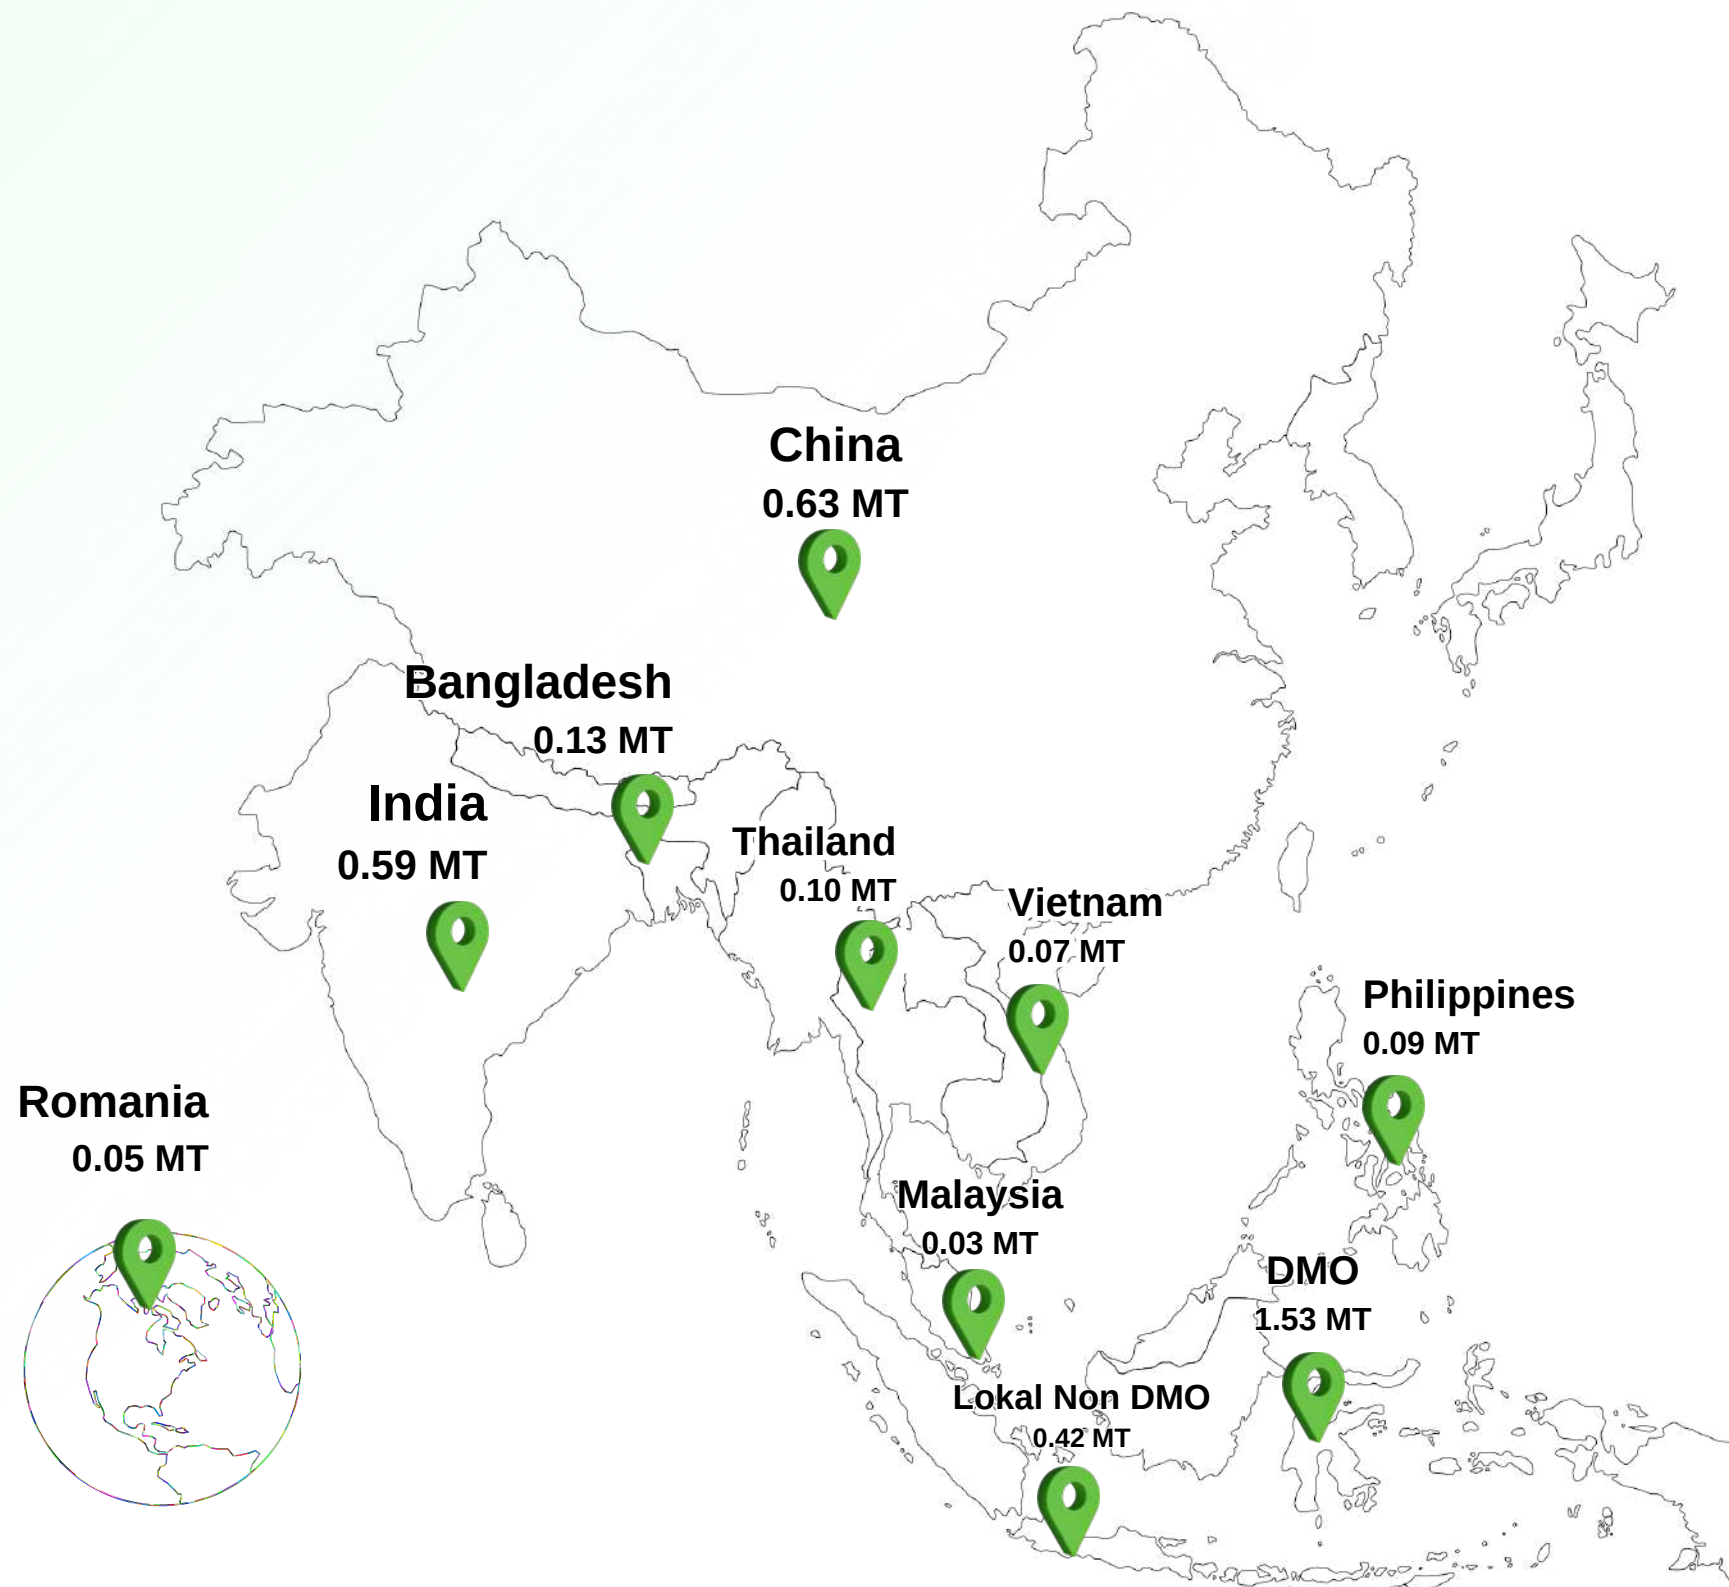 China
0.63 MT
Bangladesh
0.13 MT
India
0.59 MT
Thailand
0.10 MT
Vietnam
0.07 MT
Philippines
0.09 MT
Romania
0.05 MT
Malaysia
0.03 MT
DMO
1.53 MT
Lokal Non DMO
0.42 MT